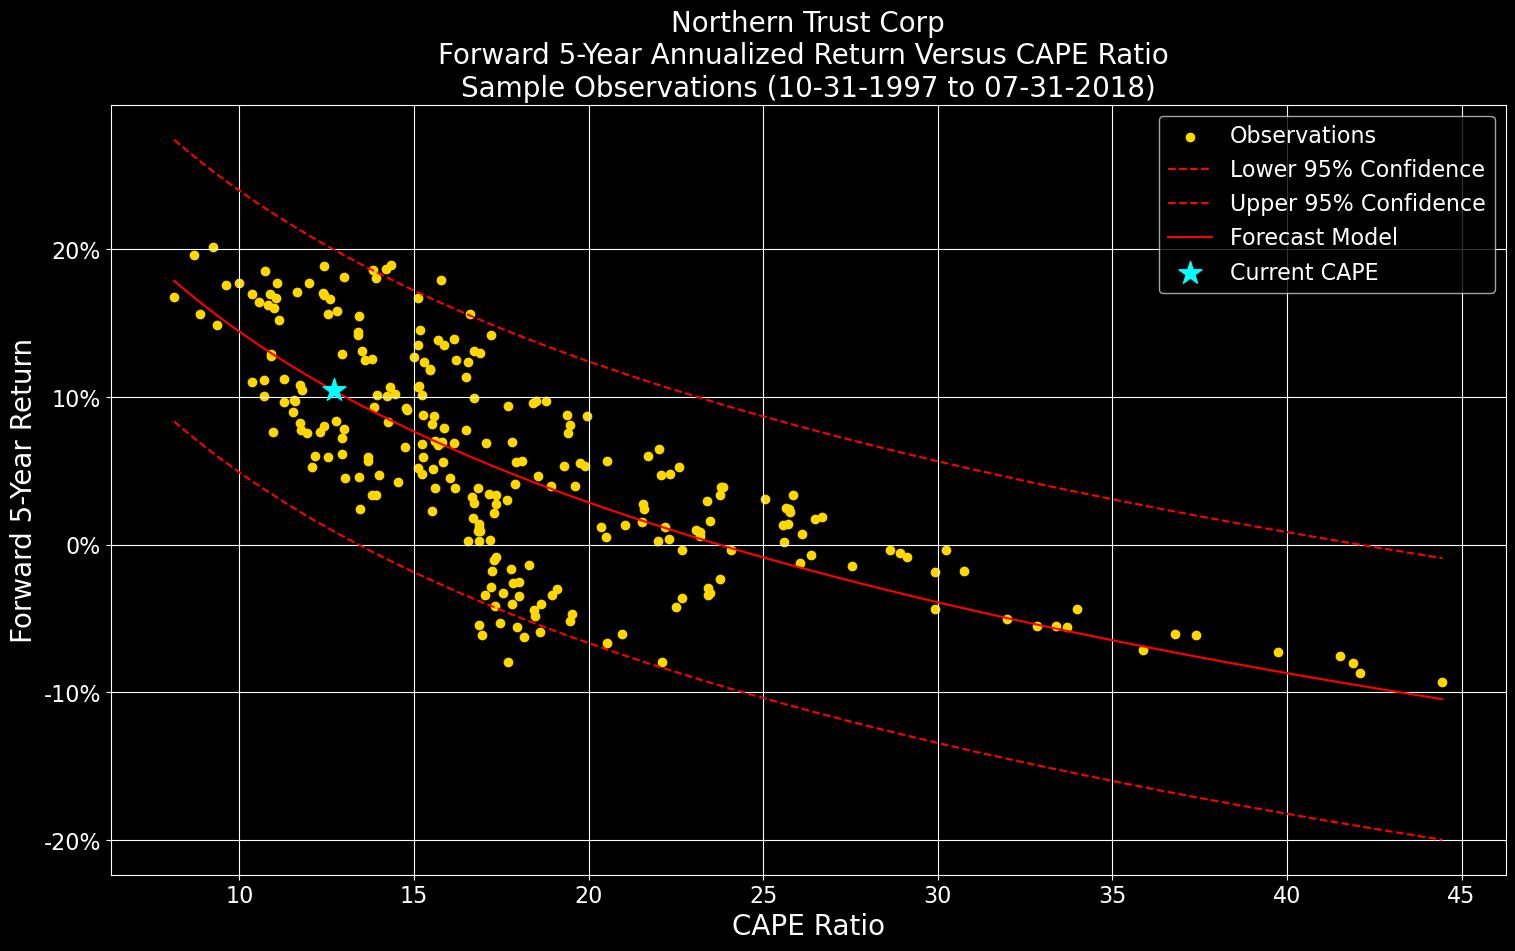 Northern Trust Corp
Forward 5-Year Annualized Return Versus CAPE Ratio
Sample Observations (10-31-1997 to 07-31-2018)
Observations
Lower 95% Confidence
Upper 95% Confidence
Forecast Model
Current CAPE
Forward 5-Year Return
20%
10%
0%
-10%
-20%
10 15 20 25 30 35 40 45
CAPE Ratio